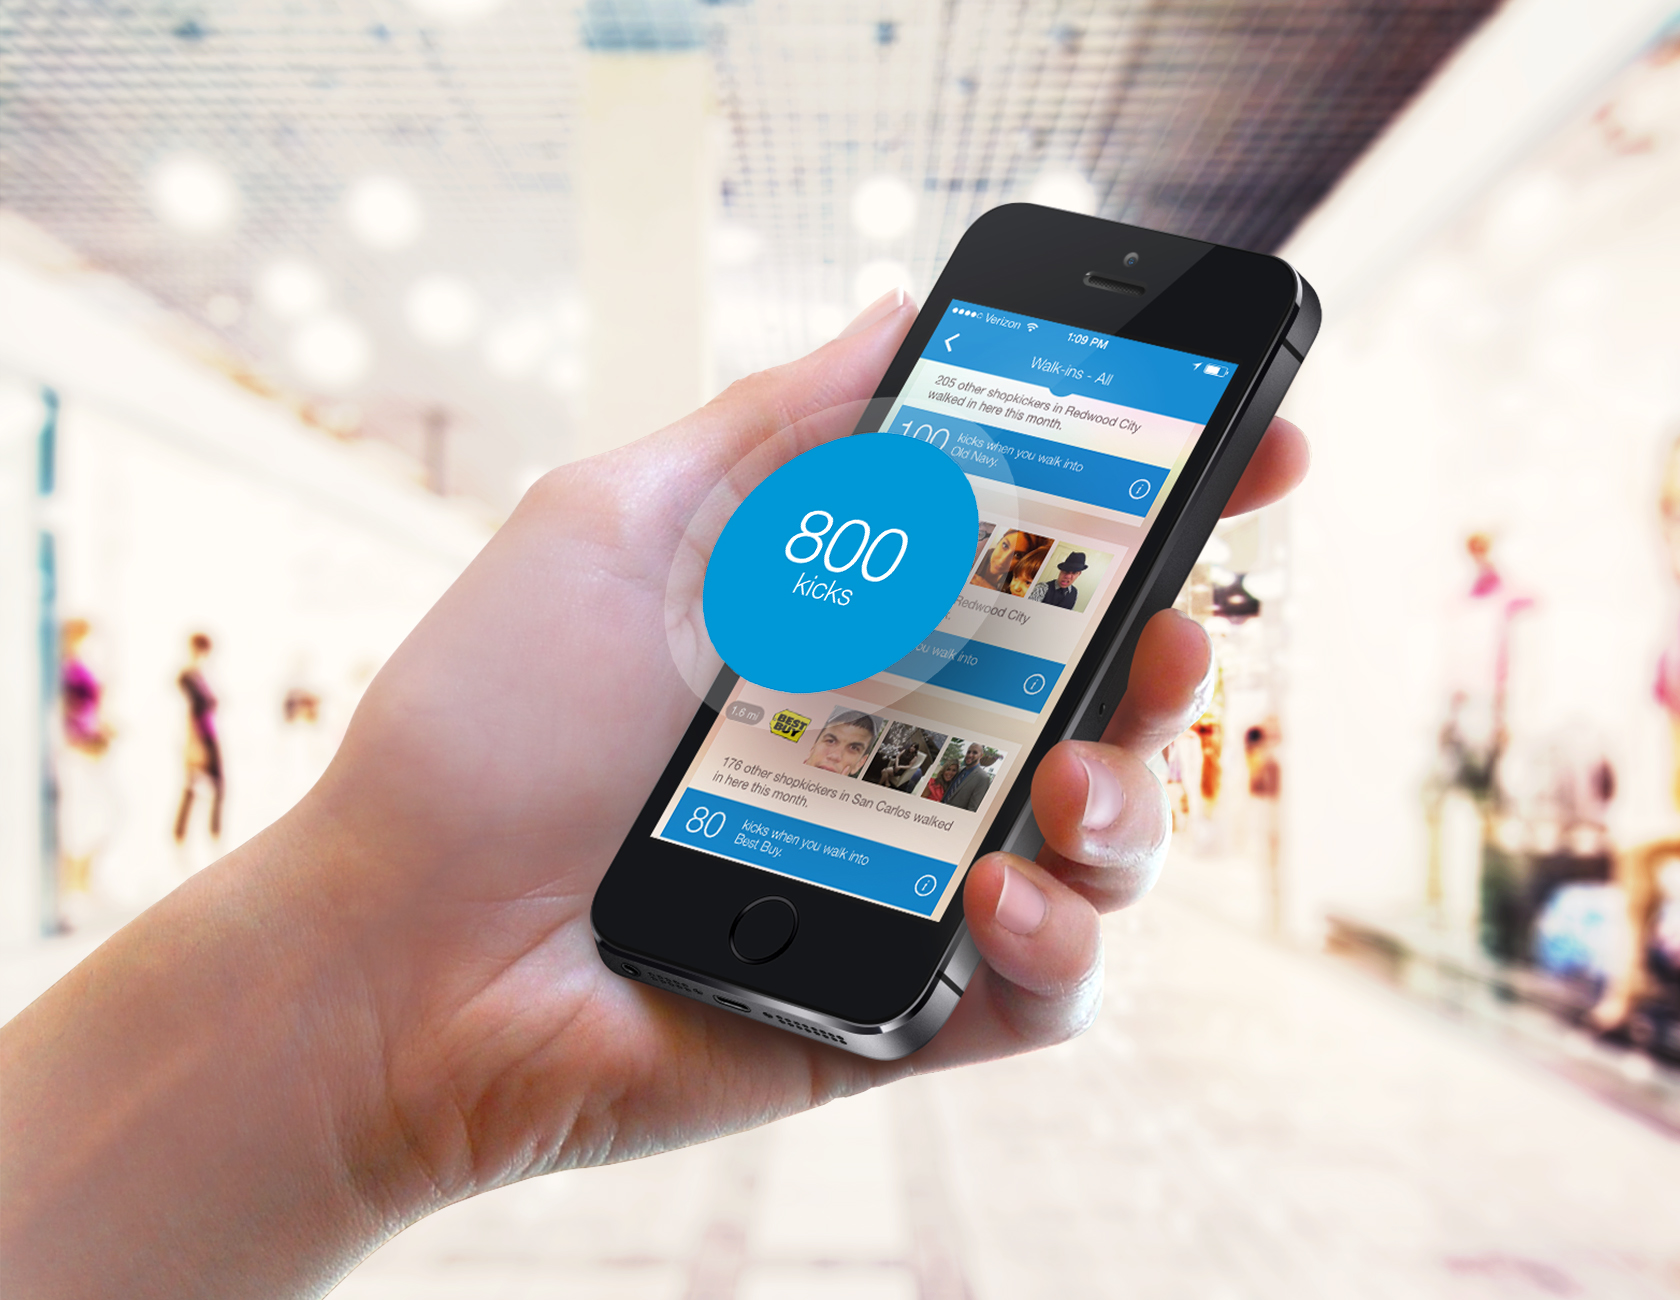 Verizon
1:09 PM
Walk-ins - All
205 other shopkickers in Redwood City
walked in here this month.
100
kicks when you walk into
Old Navy.
i
800
kicks
Redwood City
you walk into
i
1.6 mi
BEST
BUY
176 other shopkickers in San Carlos walked
in here this month.
80
kicks when you walk into
Best Buy.
i